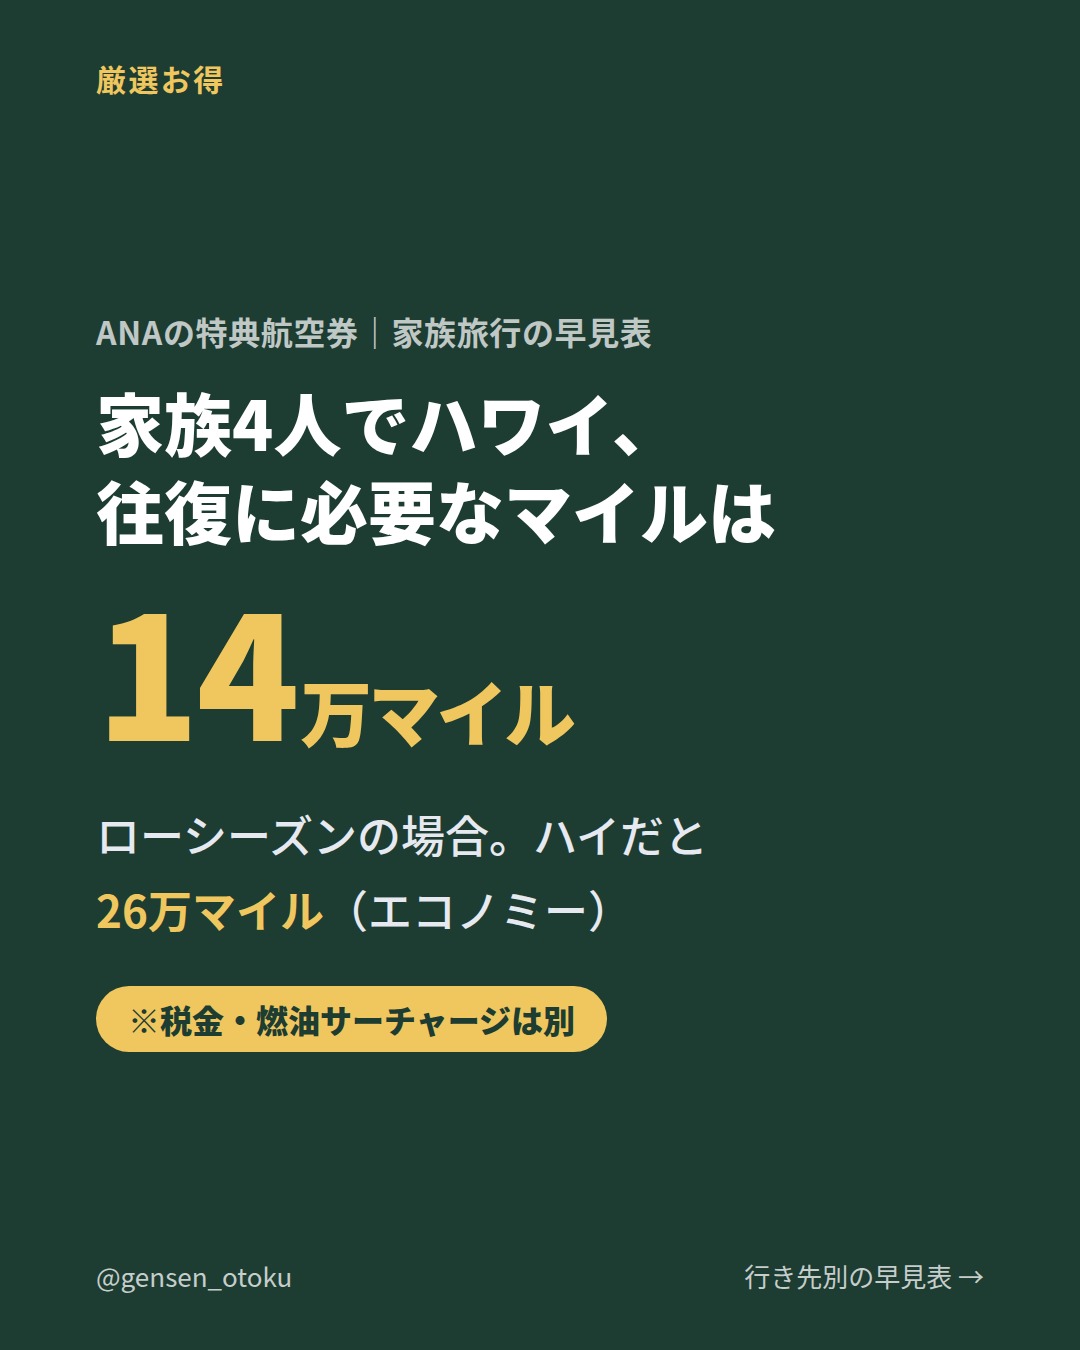 厳選お得
ANAの特典航空券｜家族旅行の早見表
家族4人でハワイ、
往復に必要なマイルは
14万マイル
ローシーズンの場合。ハイだと
26万マイル（エコノミー）
※税金・燃油サーチャージは別
@gensen_otoku
行き先別の早見表→